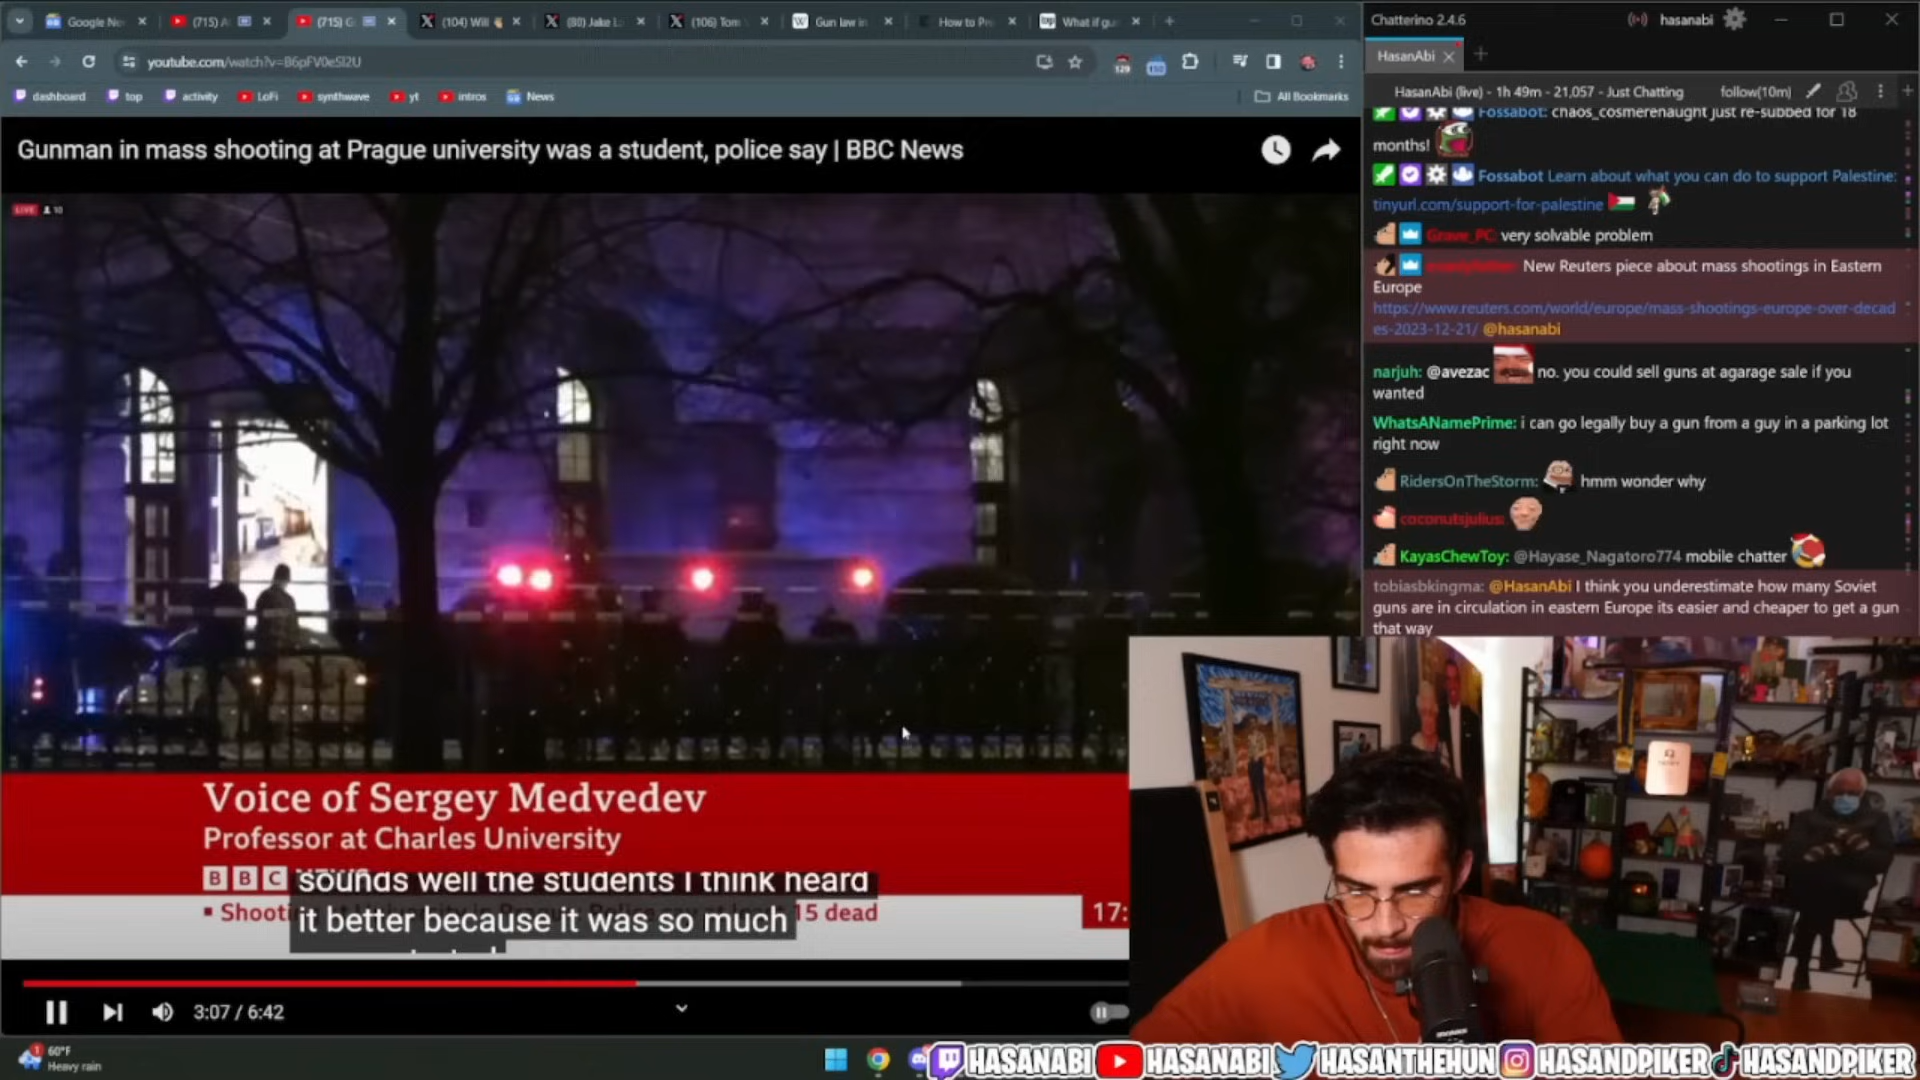 Google Ne
(715) A
(715) G
(104) Will
(80) Jake L
(106) Tom
Gun law in
How to Pr
What if gu
youtube.com/watch?v=B6pFV0eSl2U
129
150
dashboard
top
activity
LoFi
synthwave
yt
intros
News
All Bookmarks
Gunman in mass shooting at Prague university was a student, police say | BBC News
LIVE 10
Voice of Sergey Medvedev
Professor at Charles University
BBC
sounds well the students I think heard
Shooti
15 dead
it better because it was so much
17:
3:07 / 6:42
1
60°F
Heavy rain
Chatterino 2.4.6
hasanabi
HasanAbi
HasanAbi (live) - 1h 49m - 21,057 - Just Chatting
follow(10m)
Fossabot: chaos_cosmerenaught just re-subbed for 18
months!
Fossabot Learn about what you can do to support Palestine:
tinyurl.com/support-for-palestine
Grave_PC: very solvable problem
New Reuters piece about mass shootings in Eastern
Europe
https://www.reuters.com/world/europe/mass-shootings-europe-over-decad
es-2023-12-21/ @hasanabi
narjuh: @avezac no. you could sell guns at agarage sale if you
wanted
WhatsANamePrime: i can go legally buy a gun from a guy in a parking lot
right now
RidersOnTheStorm: hmm wonder why
coconutsjulius:
KayasChewToy: @Hayase_Nagatoro774 mobile chatter
tobiasbkingma: @HasanAbi I think you underestimate how many Soviet
guns are in circulation in eastern Europe its easier and cheaper to get a gun
that way
HASANABI HASANABI HASANTHEHUN HASANDPIKER HASANDPIKER